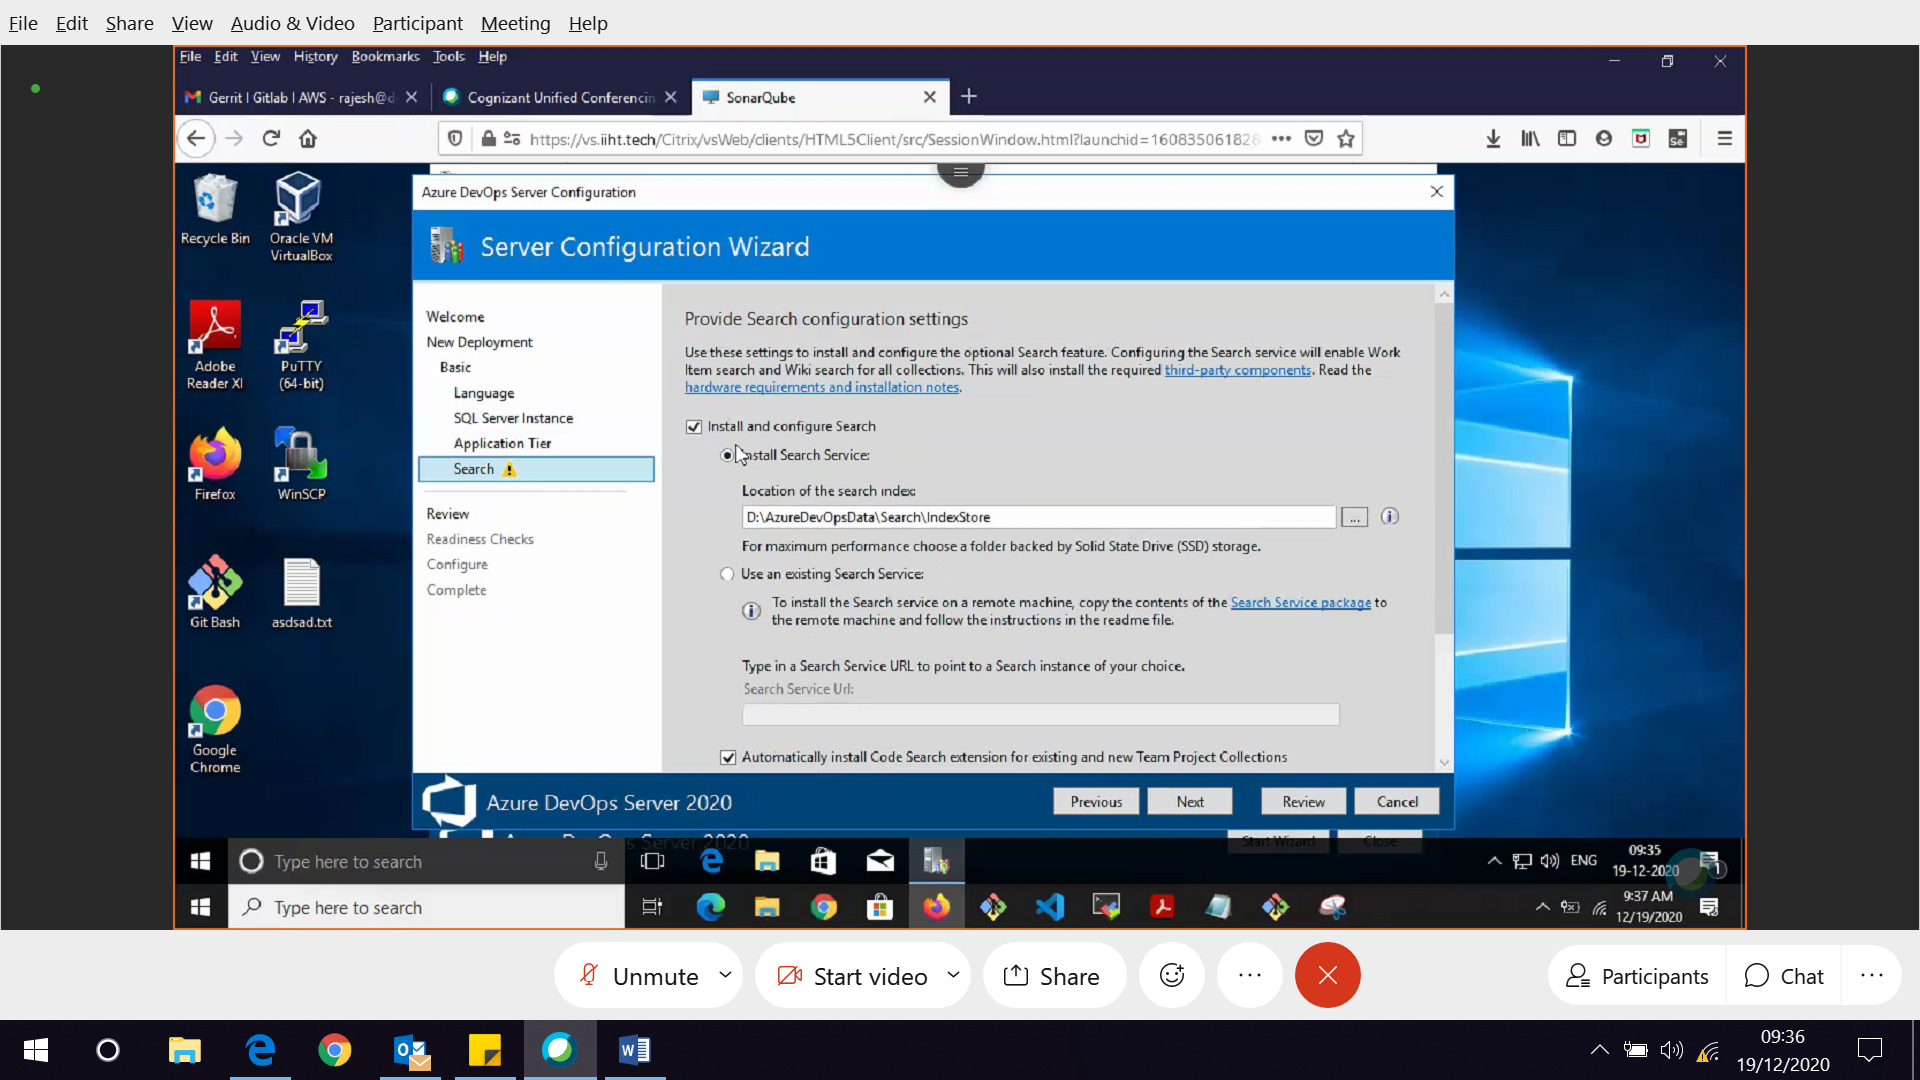 File Edit Share View Audio & Video Participant Meeting Help
File Edit View History Bookmarks Tools Help
Gerrit | Gitlab | AWS - rajesh@d
Cognizant Unified Conferencin
SonarQube
https://vs.iiht.tech/Citrix/vsWeb/clients/HTML5Client/src/SessionWindow.html?launchid=1608350618
Azure DevOps Server Configuration
Server Configuration Wizard
Recycle Bin
Oracle VM
VirtualBox
Adobe
Reader XI
PuTTY
(64-bit)
Firefox
WinSCP
Git Bash
asdsad.txt
Google
Chrome
Welcome
New Deployment
Basic
Language
SQL Server Instance
Application Tier
Search
Review
Readiness Checks
Configure
Complete
Provide Search configuration settings
Use these settings to install and configure the optional Search feature. Configuring the Search service will enable Work
Item search and Wiki search for all collections. This will also install the required third-party components. Read the
hardware requirements and installation notes.
Install and configure Search
Install Search Service:
Location of the search index:
D:\AzureDevOpsData\Search\IndexStore
...
For maximum performance choose a folder backed by Solid State Drive (SSD) storage.
Use an existing Search Service:
To install the Search service on a remote machine, copy the contents of the Search Service package to
the remote machine and follow the instructions in the readme file.
Type in a Search Service URL to point to a Search instance of your choice.
Search Service Url:
Automatically install Code Search extension for existing and new Team Project Collections
Azure DevOps Server 2020
Previous Next Review Cancel
Server 2020
Start Wizard Close
Type here to search
ENG
09:35
19-12-2020
1
Type here to search
9:37 AM
12/19/2020
Unmute
Start video
Share
Participants
Chat
09:36
19/12/2020